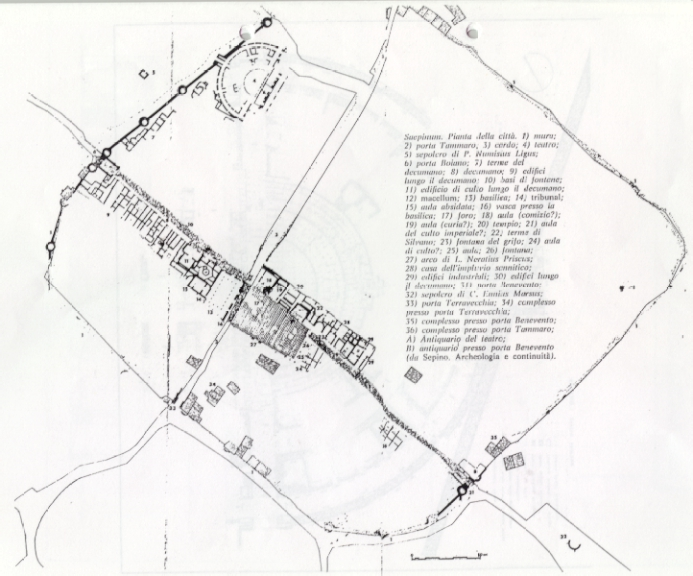 Saepinum. Pianta della città. 1) mura;
2) porta Tammaro, 3) cardo; 4) teatro;
5) sepolcro di P. Numisius Ligus;
6) porta Boiano; 7) terme del
decumano; 8) decumano; 9) edifici
lungo il decumano; 10) basi di fontane;
11) edificio di culto lungo il decumano;
12) macellum; 13) basilica; 14) tribunal;
15) aula absidata; 16) vasca presso la
basilica; 17) foro; 18) aula (comizio?);
19) aula (curia?); 20) tempio; 21) aula
del culto imperiale?; 22) terme di
Silvano; 23) fontana del grifo; 24) aula
di culto?; 25) aula; 26) fontana;
27) arco di L. Neratius Priscus;
28) casa dell'impluvio sannitico;
29) edifici industriali; 30) edifici lungo
il decumano; 31) porta Benevento;
32) sepolcro di C. Ennius Marsus;
33) porta Terravecchia; 34) complesso
presso porta Terravecchia;
35) complesso presso porta Benevento;
36) complesso presso porta Tammaro;
A) Antiquario del teatro;
B) antiquario presso porta Benevento
(da Sepino. Archeologia e continuità).
33
34